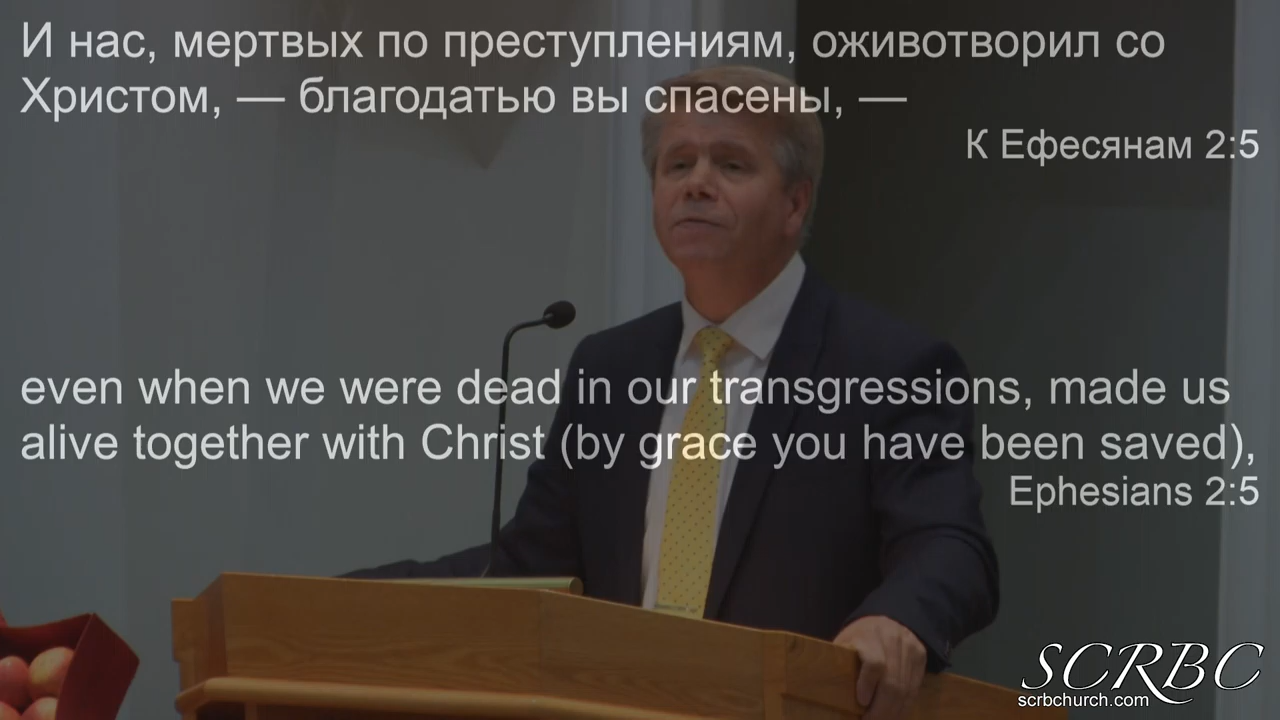 И нас, мертвых по преступлениям, оживотворил со
Христом, — благодатью вы спасены, —
К Ефесянам 2:5
even when we were dead in our transgressions, made us
alive together with Christ (by grace you have been saved),
Ephesians 2:5
SCRBC
scrbchurch.com